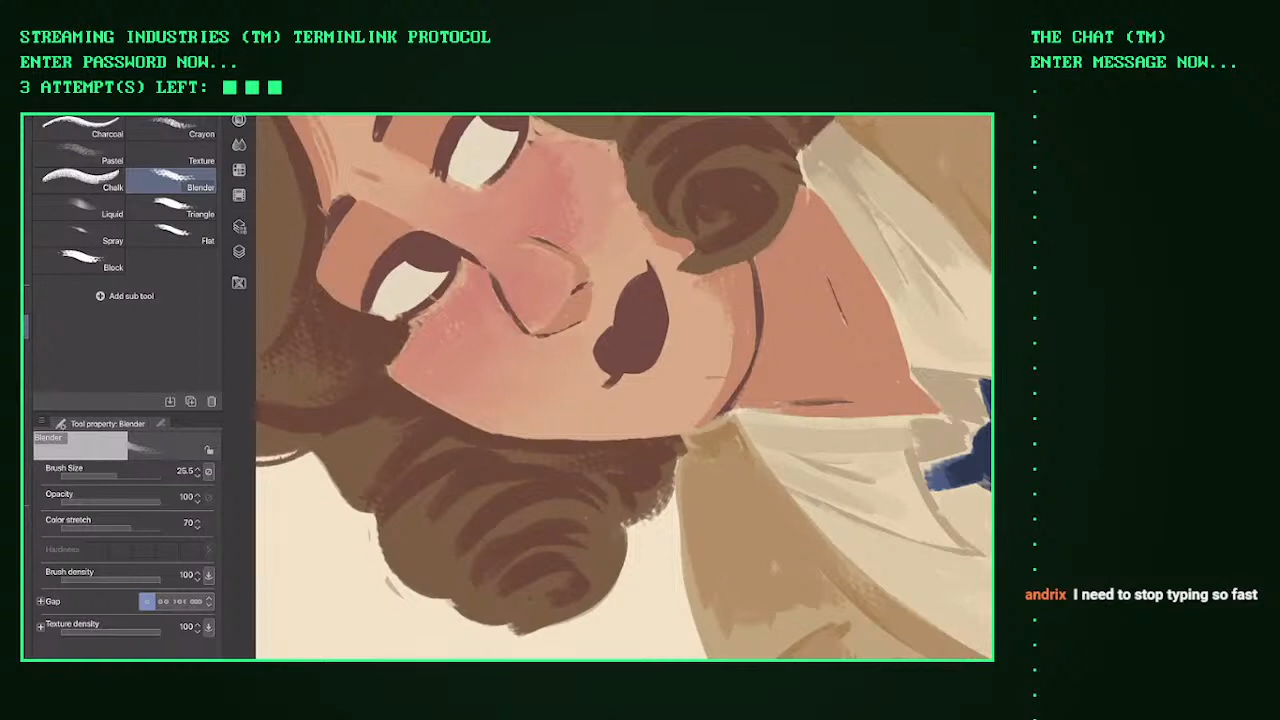 STREAMING INDUSTRIES (TM) TERMINLINK PROTOCOL
ENTER PASSWORD NOW...
3 ATTEMPT(S) LEFT:
THE CHAT (TM)
ENTER MESSAGE NOW...
Charcoal Crayon
Pastel Texture
Chalk Blender
Liquid Triangle
Spray Flat
Block
Add sub tool
Tool property: Blender
Blender
Brush Size 25.5
Opacity 100
Color stretch 70
Hardness
Brush density 100
Gap
Texture density 100
andrix I need to stop typing so fast